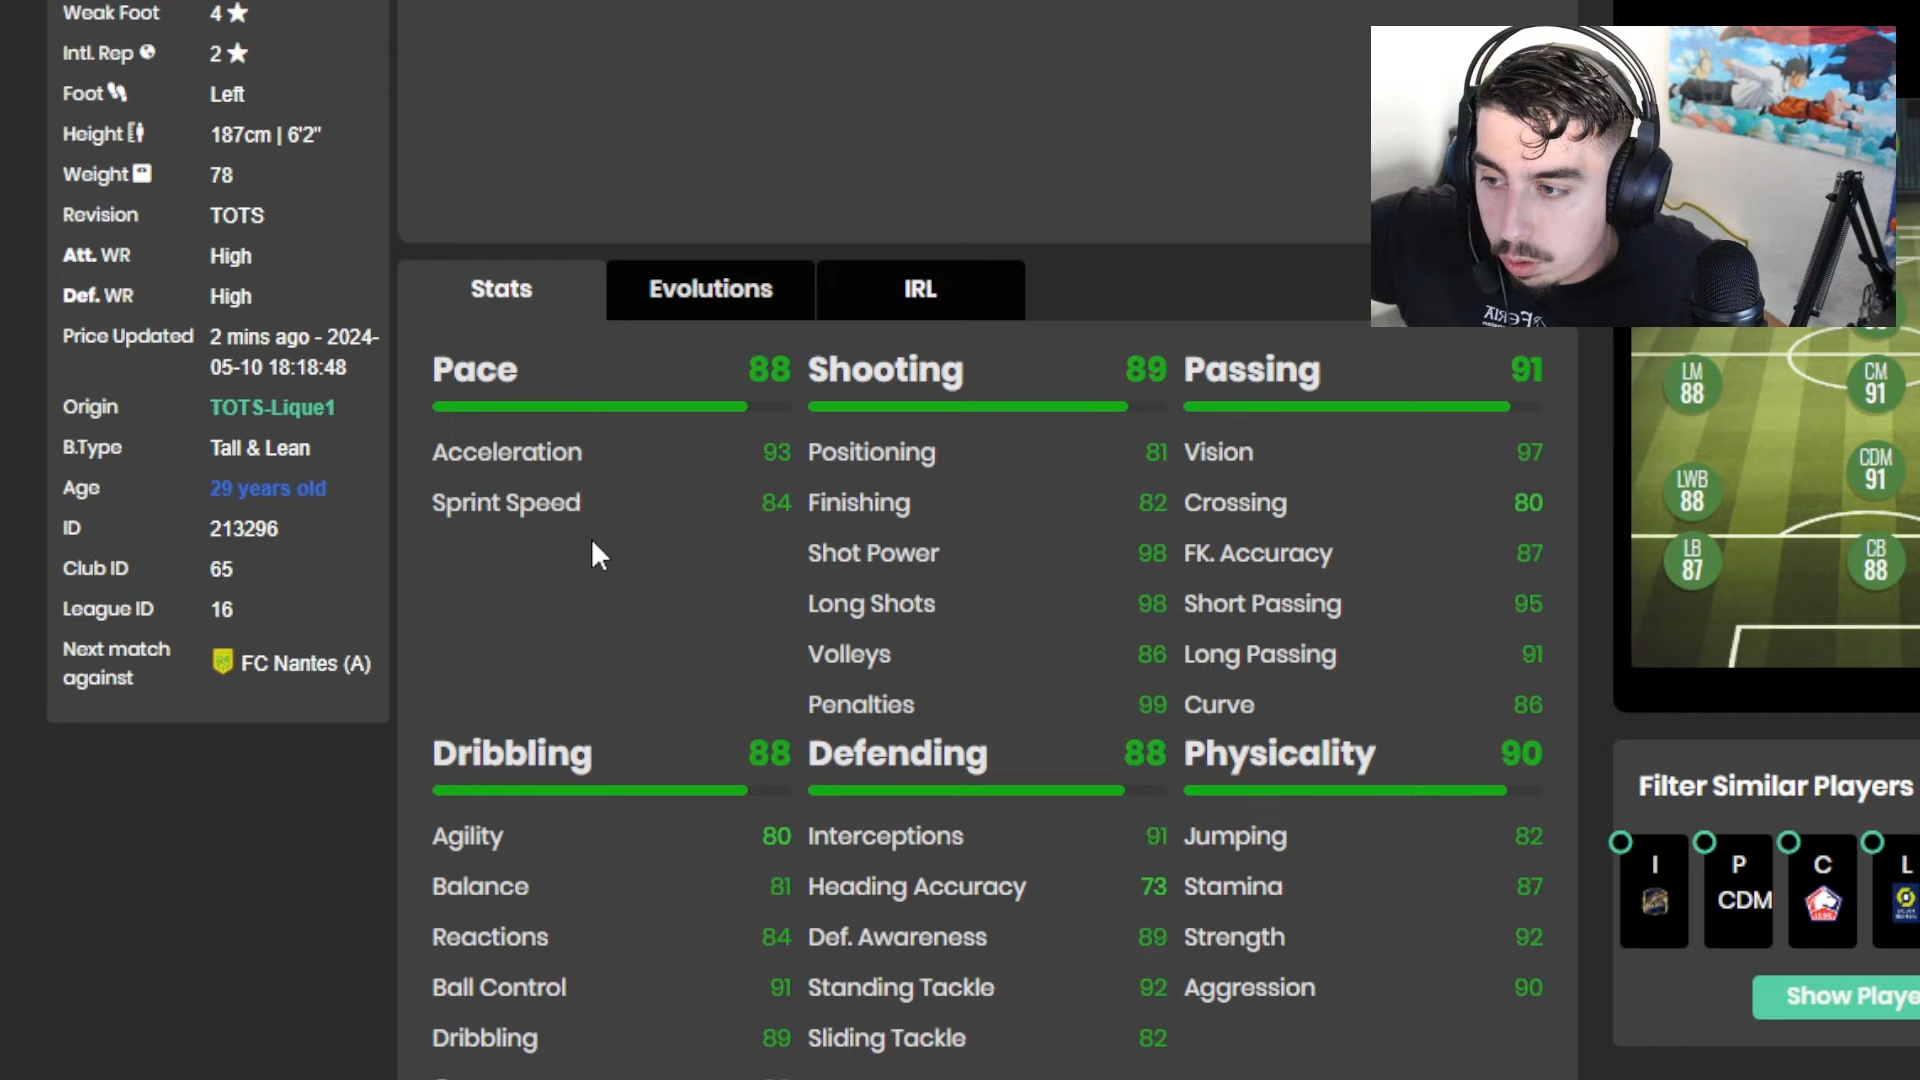 Weak Foot 4
Intl. Rep 2
Foot Left
Height 187cm | 6'2"
Weight 78
Revision TOTS
Att. WR High
Def. WR High
Price Updated 2 mins ago - 2024-
05-10 18:18:48
Origin TOTS-Lique1
B.Type Tall & Lean
Age 29 years old
ID 213296
Club ID 65
League ID 16
Next match
against
FC Nantes (A)
Stats Evolutions IRL
Pace 88 Shooting 89 Passing 91
Acceleration 93 Positioning 81 Vision 97
Sprint Speed 84 Finishing 82 Crossing 80
Shot Power 98 FK. Accuracy 87
Long Shots 98 Short Passing 95
Volleys 86 Long Passing 91
Penalties 99 Curve 86
Dribbling 88 Defending 88 Physicality 90
Agility 80 Interceptions 91 Jumping 82
Balance 81 Heading Accuracy 73 Stamina 87
Reactions 84 Def. Awareness 89 Strength 92
Ball Control 91 Standing Tackle 92 Aggression 90
Dribbling 89 Sliding Tackle 82
LM
88
CM
91
LWB
88
CDM
91
LB
87
CB
88
Filter Similar Players
I P C L
CDM
Show Playe